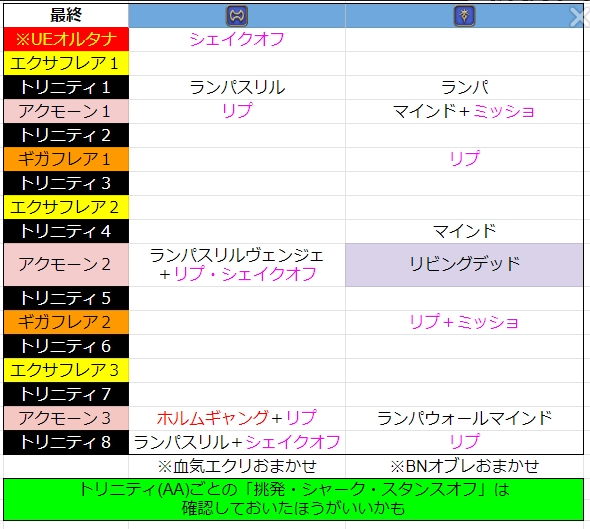 最終
※UEオルタナ シェイクオフ
エクサフレア1
トリニティ1 ランパスリル ランパ
アクモーン1 リプ マインド＋ミッショ
トリニティ2
ギガフレア1 リプ
トリニティ3
エクサフレア2
トリニティ4 マインド
アクモーン2 ランパスリルヴェンジェ リビングデッド
＋リプ・シェイクオフ
トリニティ5
ギガフレア2 リプ＋ミッショ
トリニティ6
エクサフレア3
トリニティ7
アクモーン3 ホルムギャング＋リプ ランパウォールマインド
トリニティ8 ランパスリル＋シェイクオフ リプ
※血気エクリおまかせ ※BNオブレおまかせ
トリニティ(AA)ごとの「挑発・シャーク・スタンスオフ」は
確認しておいたほうがいいかも